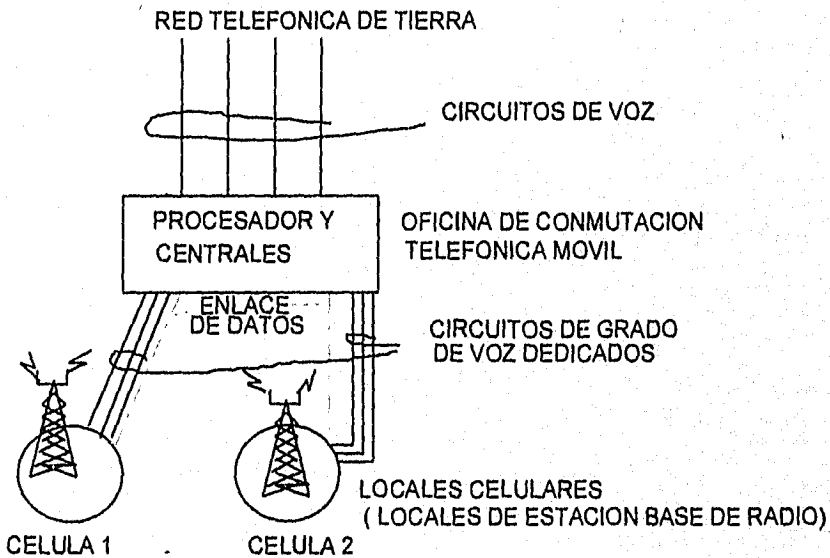 RED TELEFONICA DE TIERRA
CIRCUITOS DE VOZ
PROCESADOR Y
CENTRALES
OFICINA DE CONMUTACION
TELEFONICA MOVIL
ENLACE
DE DATOS
CIRCUITOS DE GRADO
DE VOZ DEDICADOS
LOCALES CELULARES
( LOCALES DE ESTACION BASE DE RADIO)
CELULA 1
CELULA 2